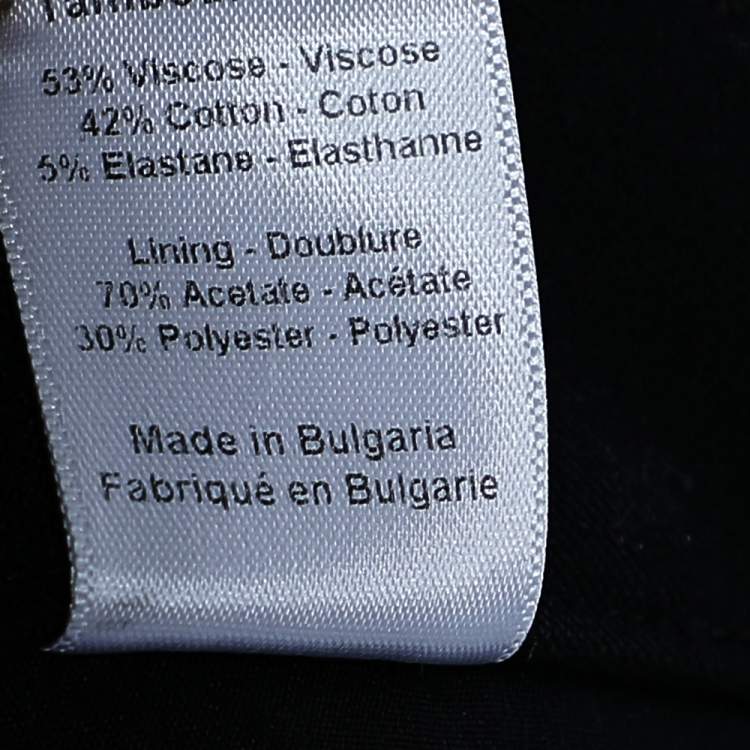 53% Viscose - Viscose
42% Cotton - Coton
5% Elastane - Elasthanne
Lining - Doublure
70% Acetate - Acétate
30% Polyester - Polyester
Made in Bulgaria
Fabriqué en Bulgarie